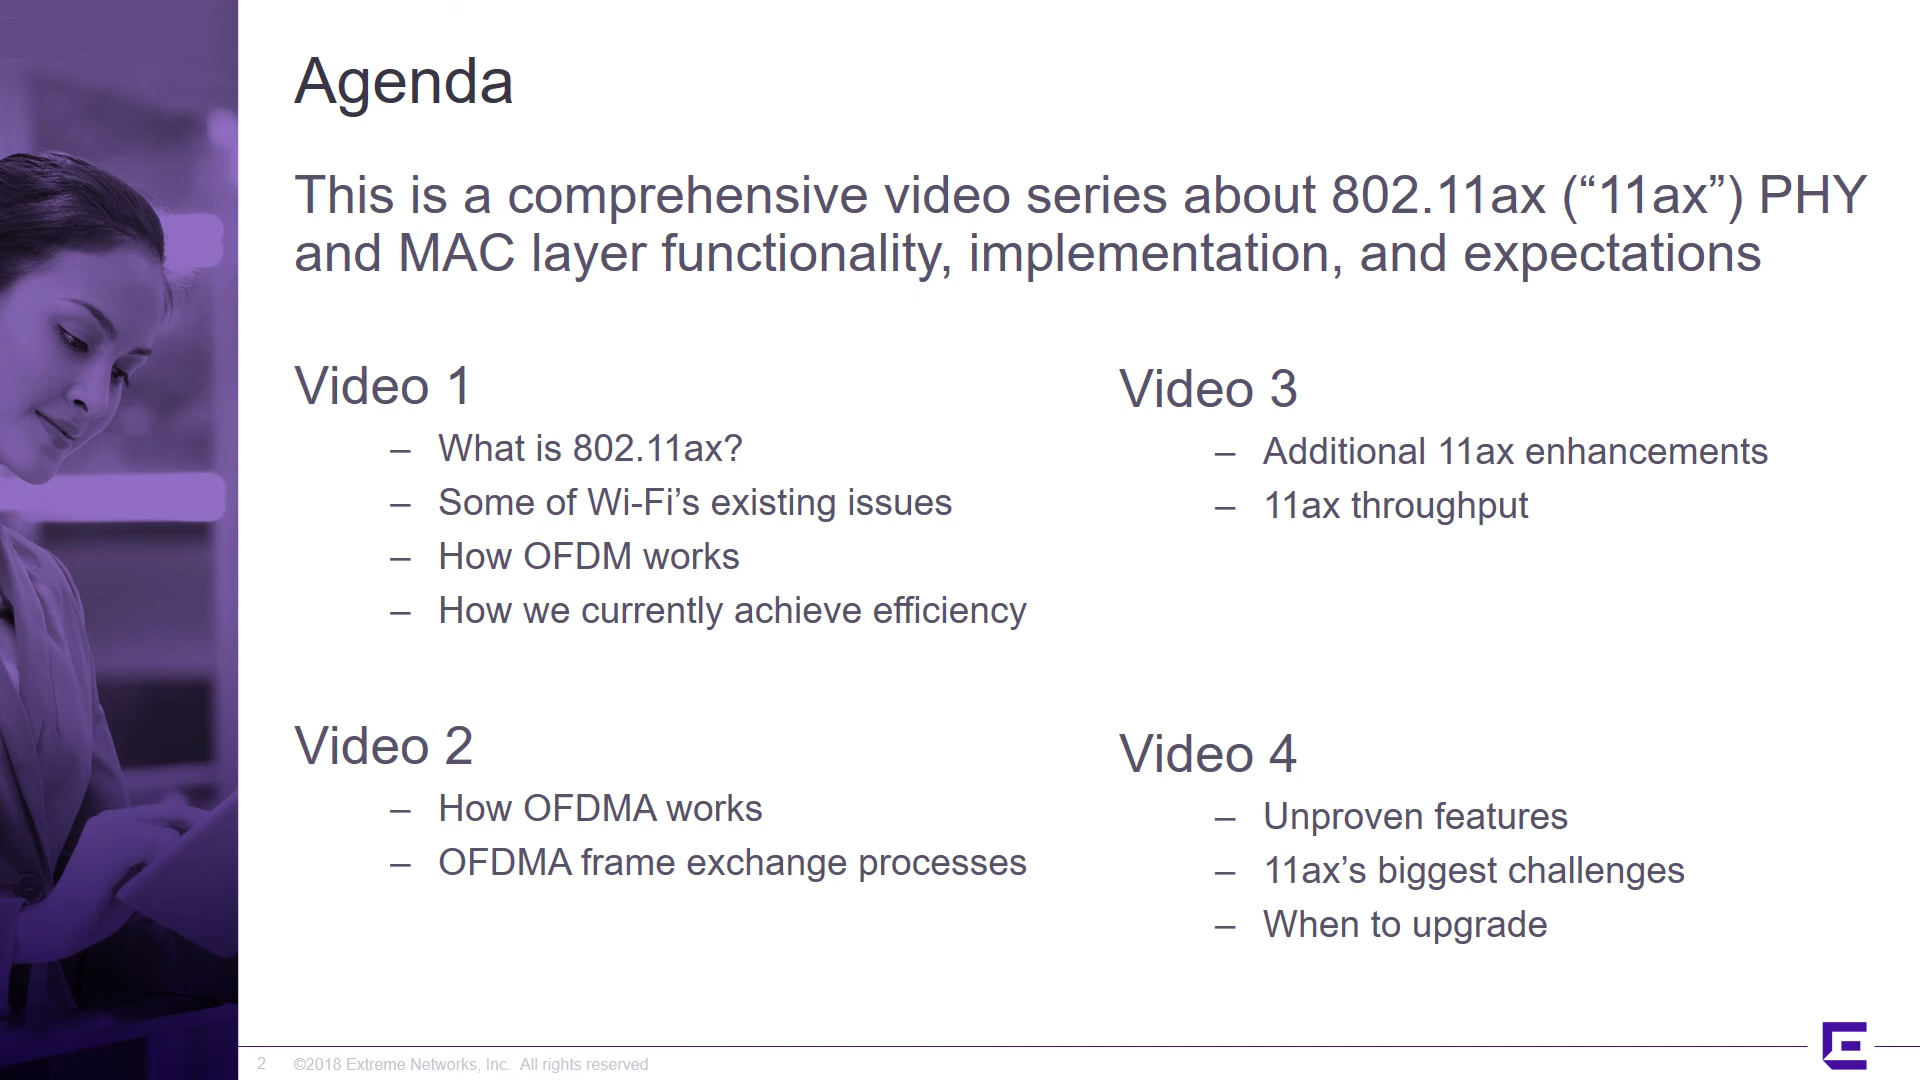 Agenda
This is a comprehensive video series about 802.11ax (“11ax”) PHY
and MAC layer functionality, implementation, and expectations
Video 1
– What is 802.11ax?
– Some of Wi-Fi’s existing issues
– How OFDM works
– How we currently achieve efficiency
Video 2
– How OFDMA works
– OFDMA frame exchange processes
Video 3
– Additional 11ax enhancements
– 11ax throughput
Video 4
– Unproven features
– 11ax’s biggest challenges
– When to upgrade
2 ©2018 Extreme Networks, Inc. All rights reserved